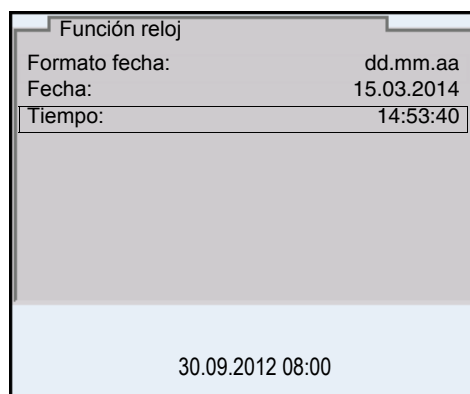 Función reloj
Formato fecha: dd.mm.aa
Fecha: 15.03.2014
Tiempo: 14:53:40
30.09.2012 08:00